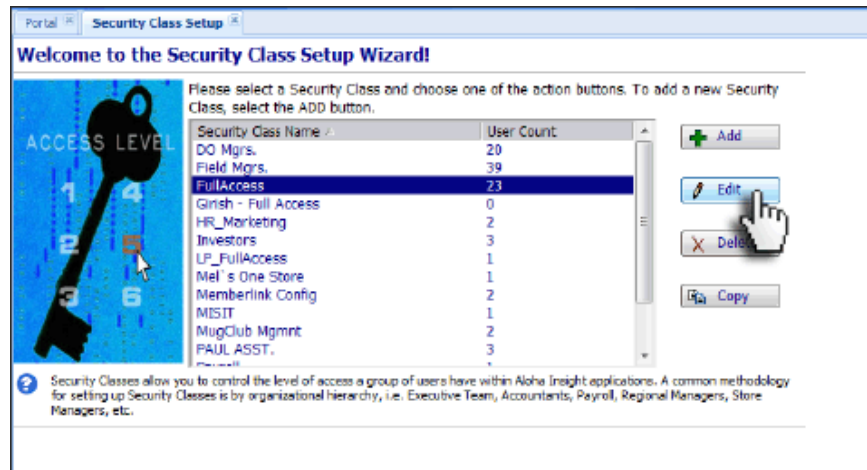 Portal Security Class Setup
Welcome to the Security Class Setup Wizard!
Please select a Security Class and choose one of the action buttons. To add a new Security
Class, select the ADD button.
ACCESS LEVEL
1 4
2 5
3 6
Security Class Name User Count
DO Mgrs. 20
Field Mgrs. 39
FullAccess 23
Girish - Full Access 0
HR_Marketing 2
Investors 3
LP_FullAccess 1
Mel`s One Store 1
Memberlink Config 2
MISIT 1
MugClub Mgmnt 2
PAUL ASST. 3
Add
Edit
Copy
Security Classes allow you to control the level of access a group of users have within Aloha Insight applications. A common methodology
for setting up Security Classes is by organizational hierarchy, i.e. Executive Team, Accountants, Payroll, Regional Managers, Store
Managers, etc.